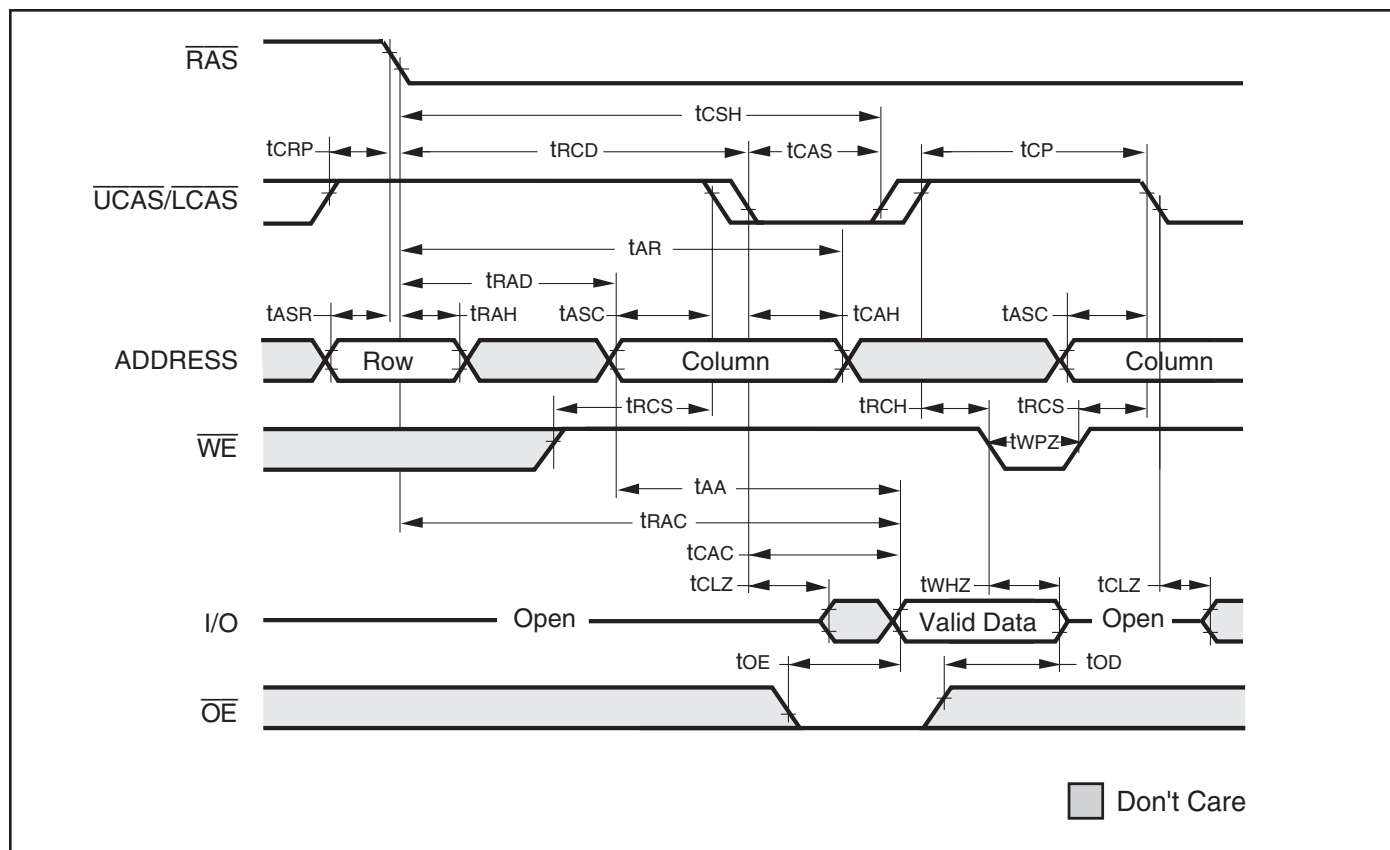 RAS
tCSH
tCRP
tRCD
tCAS
tCP
UCAS/LCAS
tAR
tRAD
tASR
tRAH
tASC
tCAH
tASC
ADDRESS
Row
Column
Column
tRCS
tRCH
tRCS
WE
tWPZ
tAA
tRAC
tCAC
tCLZ
tWHZ
tCLZ
I/O
Open
Valid Data
Open
tOE
tOD
OE
Don't Care